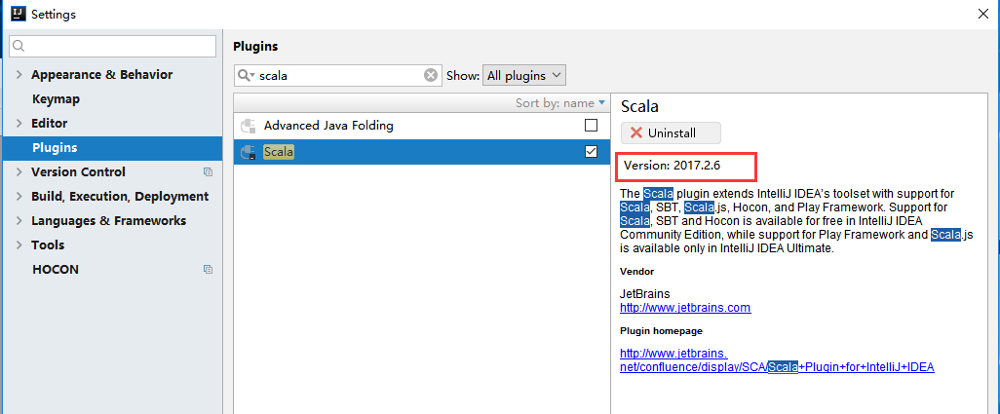 Settings
Plugins
Appearance & Behavior
scala
Show: All plugins
Keymap
Sort by: name
Scala
Editor
Advanced Java Folding
Uninstall
Plugins
Scala
Version: 2017.2.6
Version Control
Build, Execution, Deployment
The Scala plugin extends IntelliJ IDEA's toolset with support for
Scala, SBT, Scala.js, Hocon, and Play Framework. Support for
Scala, SBT and Hocon is available for free in IntelliJ IDEA
Community Edition, while support for Play Framework and Scala.js
is available only in IntelliJ IDEA Ultimate.
Languages & Frameworks
Tools
HOCON
Vendor
JetBrains
http://www.jetbrains.com
Plugin homepage
http://www.jetbrains.
net/confluence/display/SCA/Scala+Plugin+for+IntelliJ+IDEA